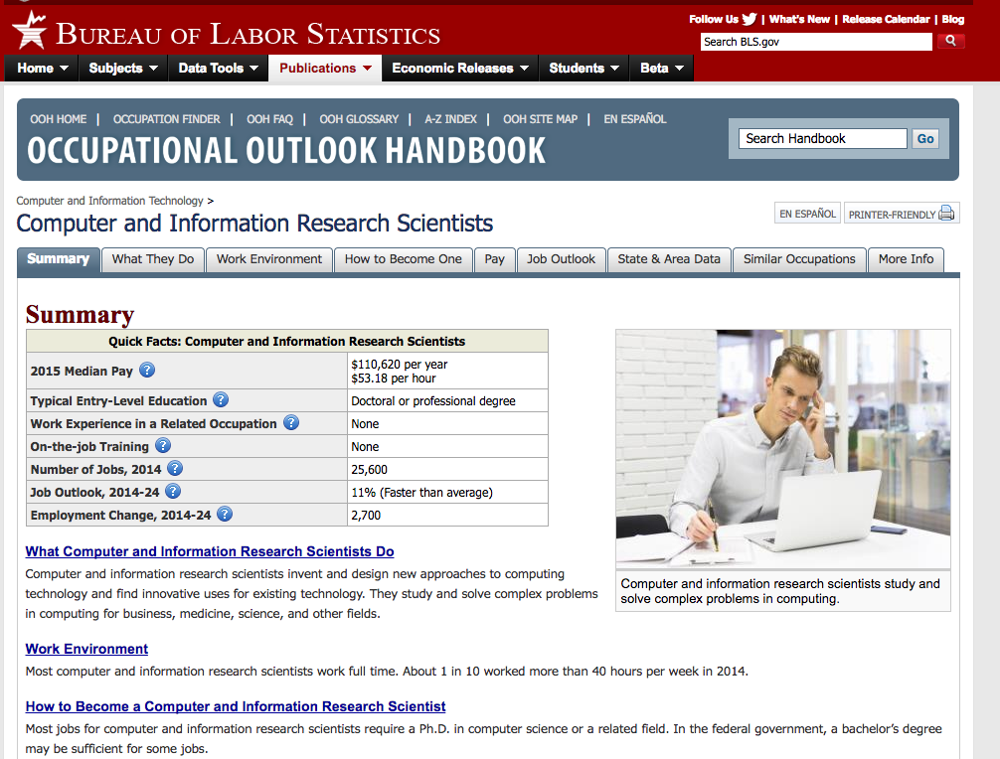 Follow Us | What's New | Release Calendar | Blog
BUREAU OF LABOR STATISTICS
Search BLS.gov
Home Subjects Data Tools Publications Economic Releases Students Beta
OOH HOME | OCCUPATION FINDER | OOH FAQ | OOH GLOSSARY | A-Z INDEX | OOH SITE MAP | EN ESPAÑOL
OCCUPATIONAL OUTLOOK HANDBOOK
Search Handbook Go
Computer and Information Technology >
Computer and Information Research Scientists
EN ESPAÑOL PRINTER-FRIENDLY
Summary What They Do Work Environment How to Become One Pay Job Outlook State & Area Data Similar Occupations More Info
Summary
Quick Facts: Computer and Information Research Scientists
2015 Median Pay ? $110,620 per year
$53.18 per hour
Typical Entry-Level Education ? Doctoral or professional degree
Work Experience in a Related Occupation ? None
On-the-job Training ? None
Number of Jobs, 2014 ? 25,600
Job Outlook, 2014-24 ? 11% (Faster than average)
Employment Change, 2014-24 ? 2,700
Computer and information research scientists study and
solve complex problems in computing.
What Computer and Information Research Scientists Do
Computer and information research scientists invent and design new approaches to computing
technology and find innovative uses for existing technology. They study and solve complex problems
in computing for business, medicine, science, and other fields.
Work Environment
Most computer and information research scientists work full time. About 1 in 10 worked more than 40 hours per week in 2014.
How to Become a Computer and Information Research Scientist
Most jobs for computer and information research scientists require a Ph.D. in computer science or a related field. In the federal government, a bachelor's degree
may be sufficient for some jobs.